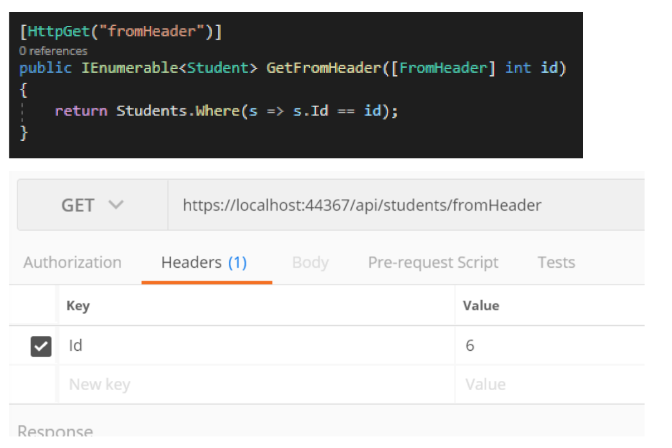 [HttpGet("fromHeader")]
0 references
public IEnumerable<Student> GetFromHeader([FromHeader] int id)
{
return Students.Where(s => s.Id == id);
}
GET https://localhost:44367/api/students/fromHeader
Authorization Headers (1) Body Pre-request Script Tests
Key Value
Id 6
New key Value
Response